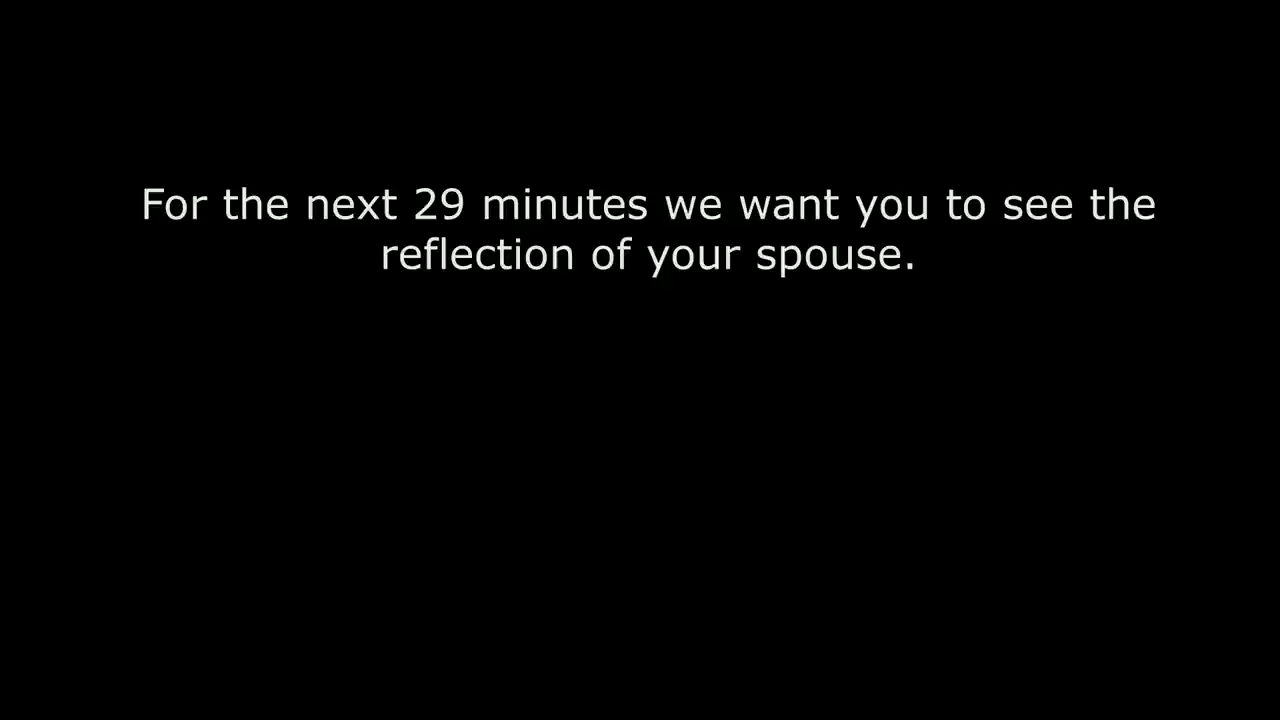 For the next 29 minutes we want you to see the
reflection of your spouse.